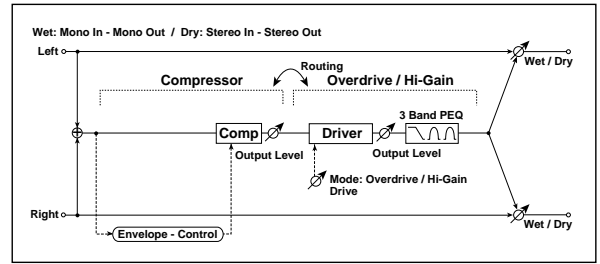 Wet: Mono In - Mono Out / Dry: Stereo In - Stereo Out
Left
Wet / Dry
Routing
Compressor
Overdrive / Hi-Gain
3 Band PEQ
Comp
Driver
Output Level
Output Level
Mode: Overdrive / Hi-Gain
Drive
Right
Wet / Dry
Envelope - Control